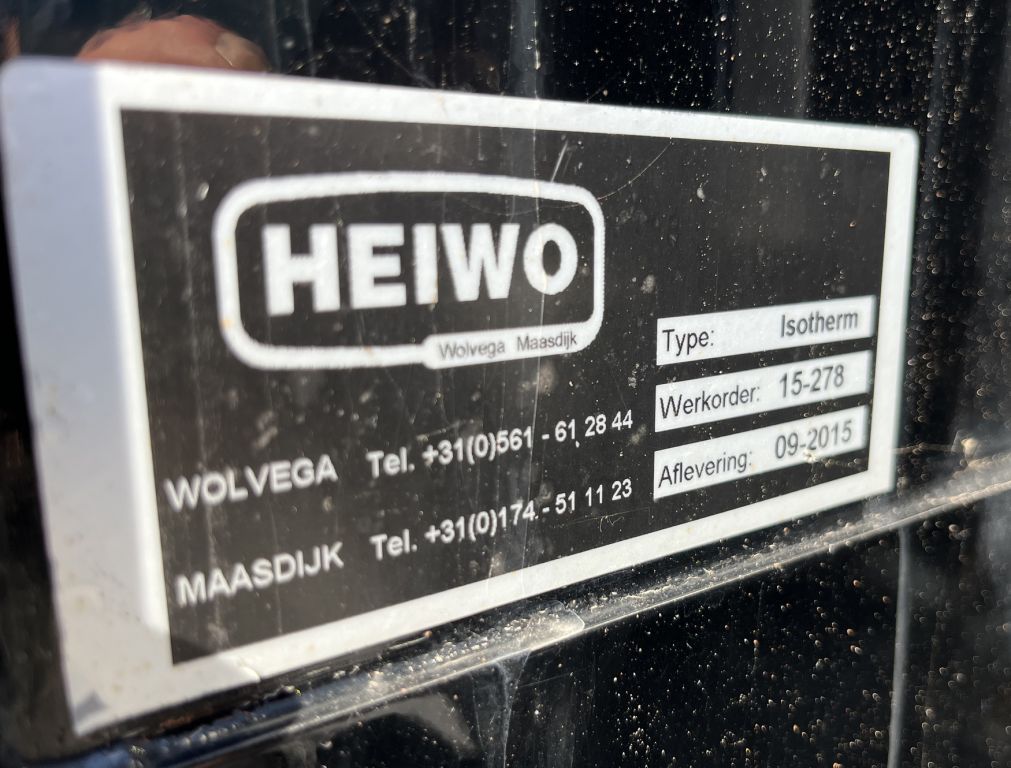 HEIWO
Wolvega Maasdijk
WOLVEGA Tel. +31(0)561 - 61 28 44
MAASDIJK Tel. +31(0)174 - 51 11 23
Type: Isotherm
Werkorder: 15-278
Aflevering: 09-2015